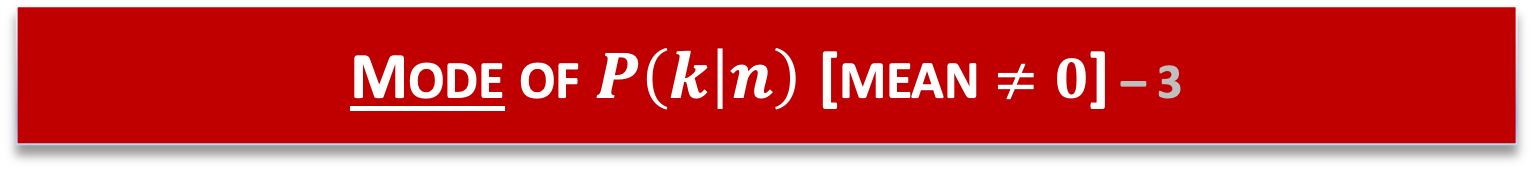 MODE OF P(k|n) [MEAN ≠ 0] – 3